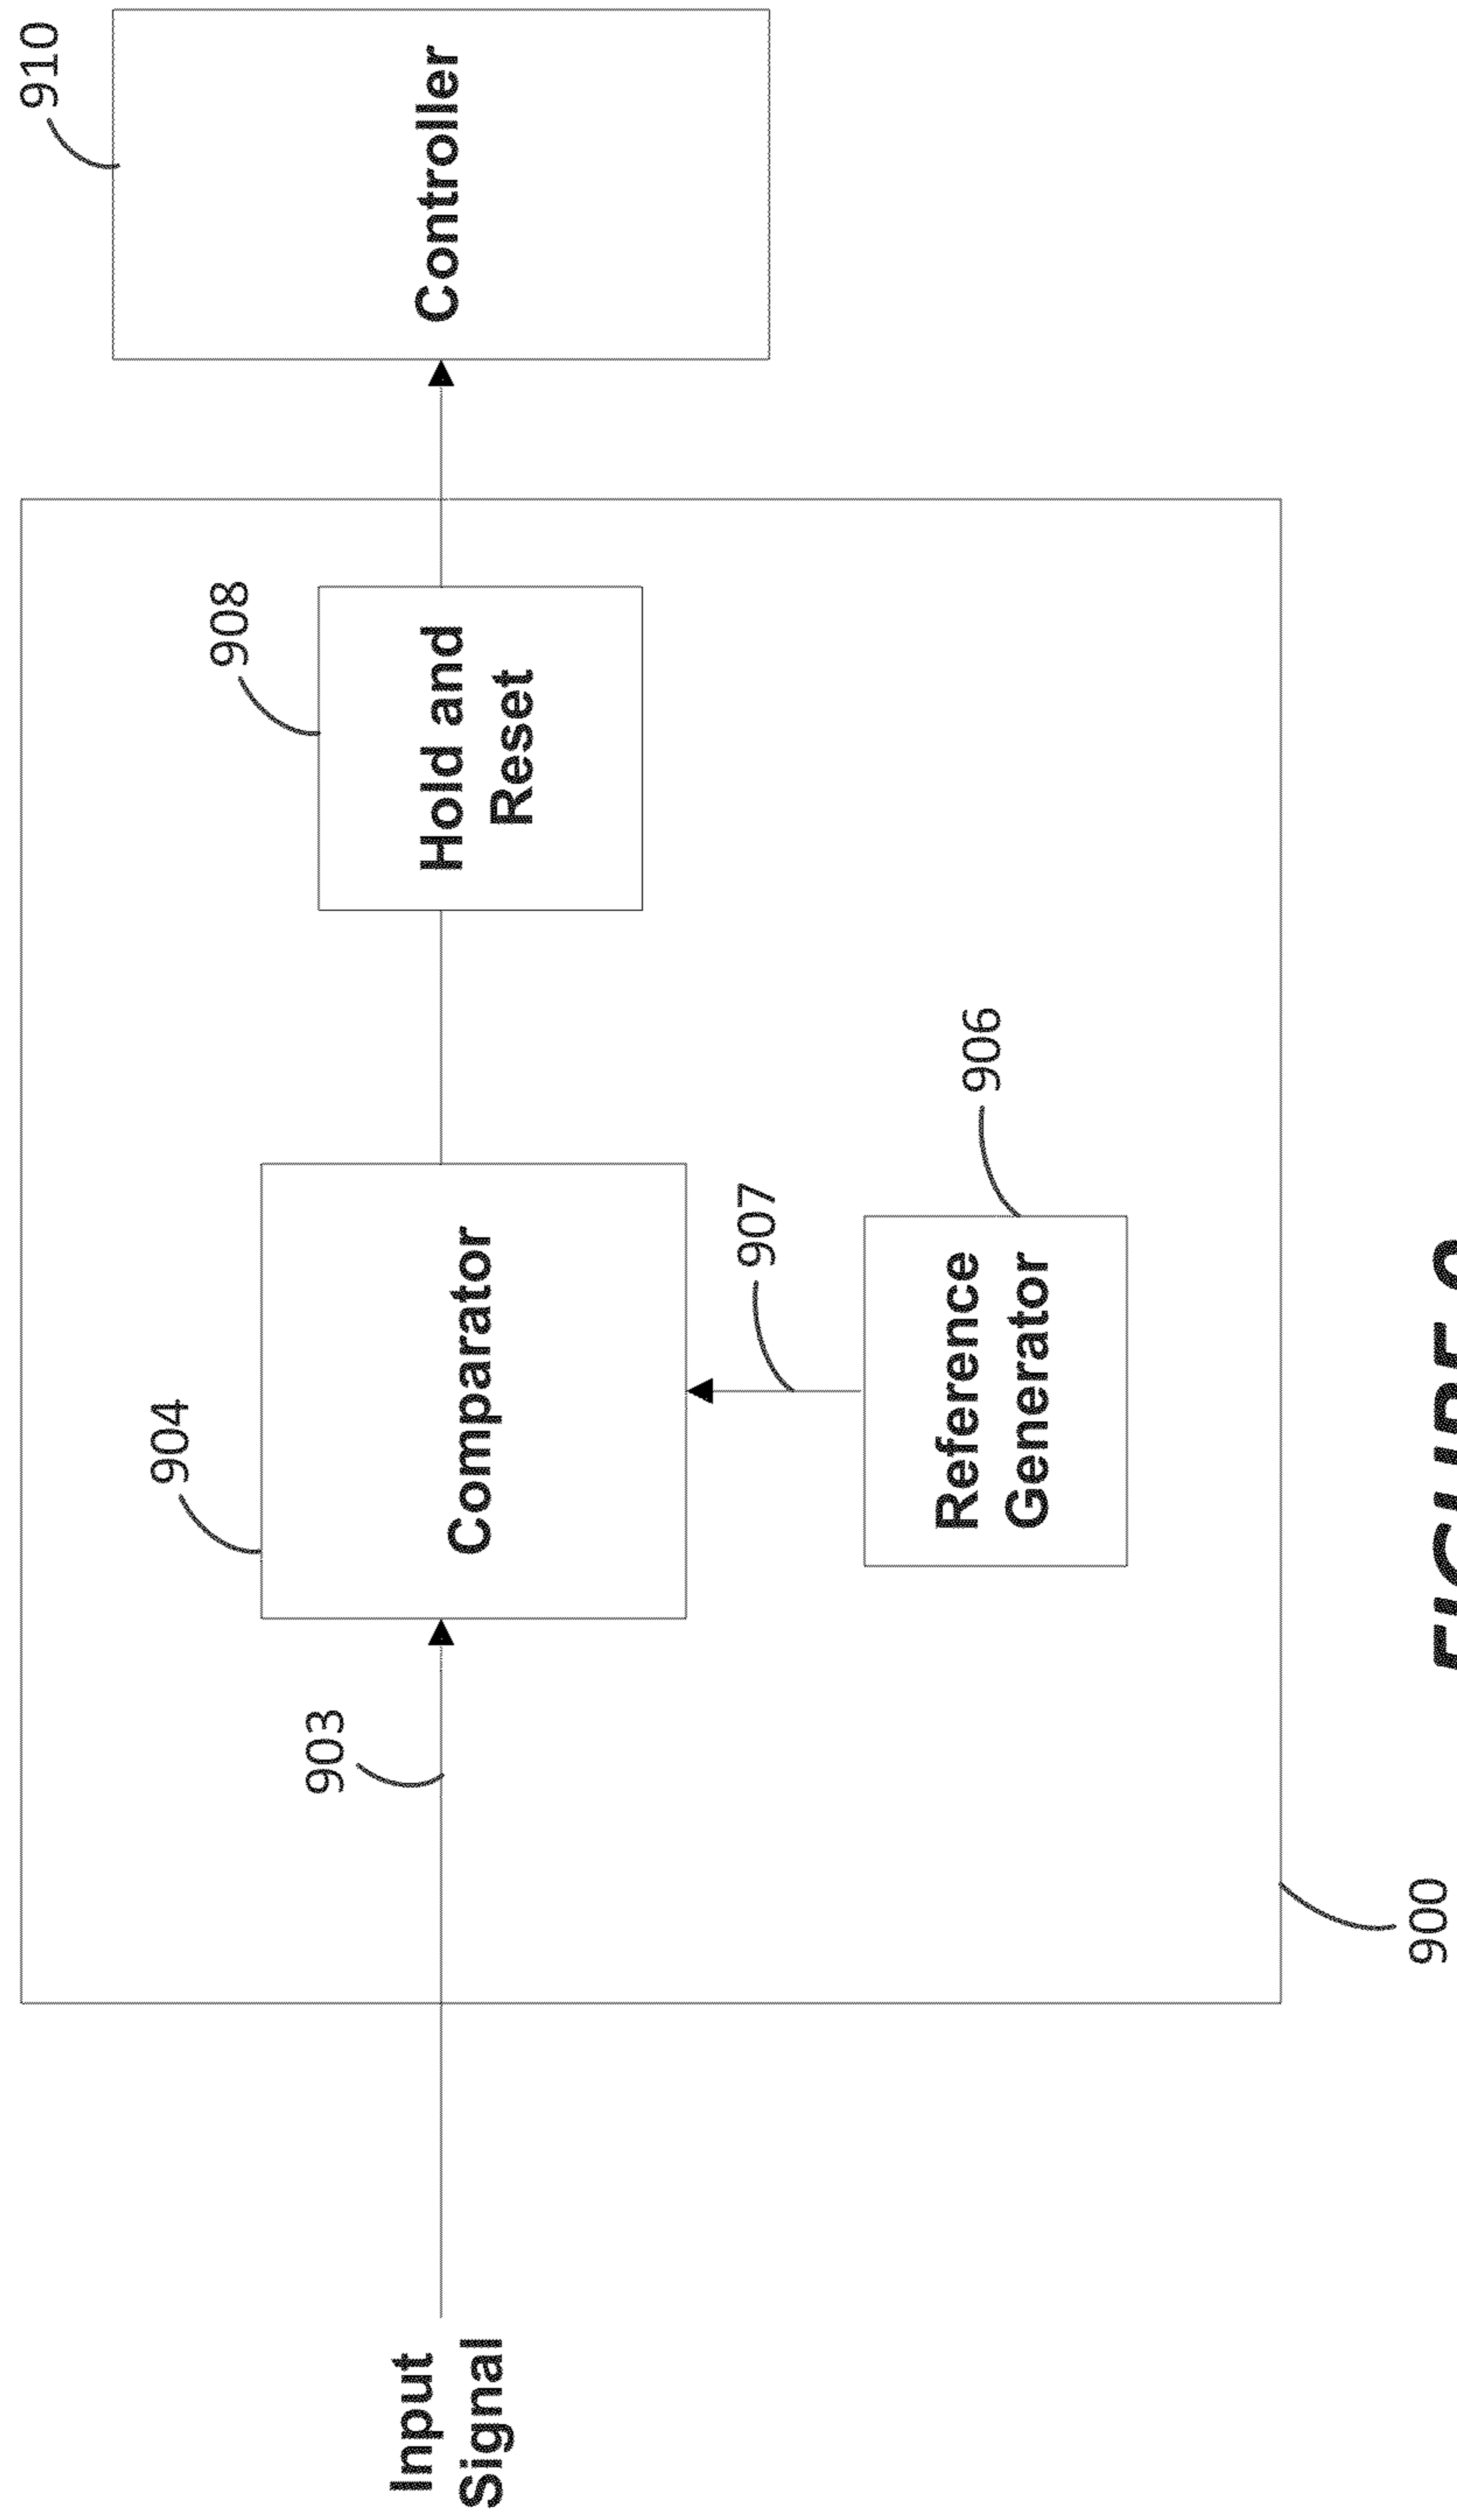 910
Controller
908
Hold and
Reset
904
Comparator
907
906
Reference
Generator
903
Input
Signal
900